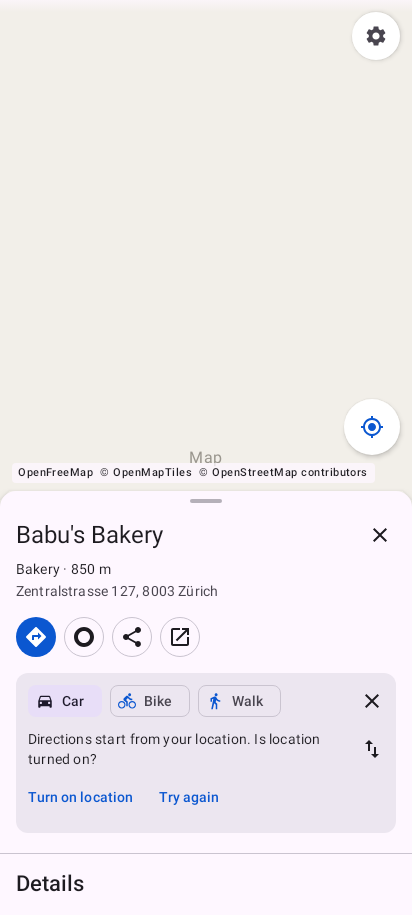 Map
OpenFreeMap © OpenMapTiles © OpenStreetMap contributors
Babu's Bakery
Bakery · 850 m
Zentralstrasse 127, 8003 Zürich
Car
Bike
Walk
Directions start from your location. Is location
turned on?
Turn on location
Try again
Details